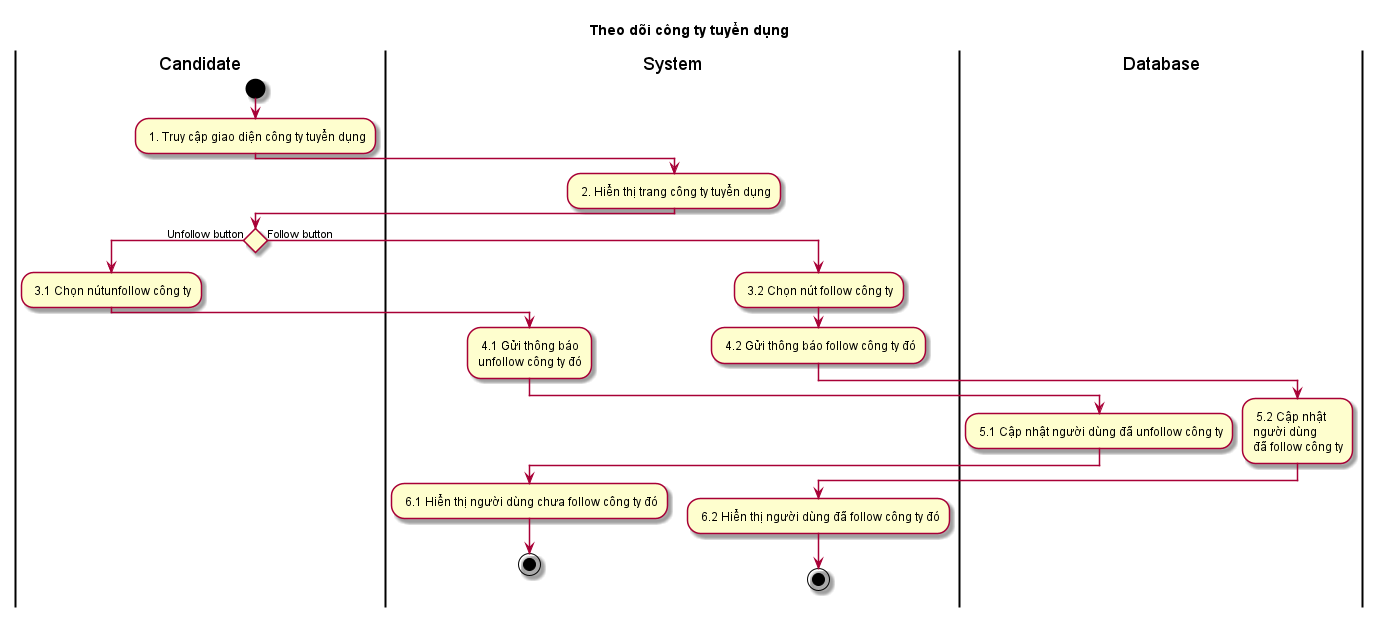 Theo dõi công ty tuyển dụng
Candidate
System
Database
1. Truy cập giao diện công ty tuyển dụng
2. Hiển thị trang công ty tuyển dụng
Unfollow button
Follow button
3.1 Chọn nútunfollow công ty
3.2 Chọn nút follow công ty
4.1 Gửi thông báo
unfollow công ty đó
4.2 Gửi thông báo follow công ty đó
5.1 Cập nhật người dùng đã unfollow công ty
5.2 Cập nhật
người dùng
đã follow công ty
6.1 Hiển thị người dùng chưa follow công ty đó
6.2 Hiển thị người dùng đã follow công ty đó